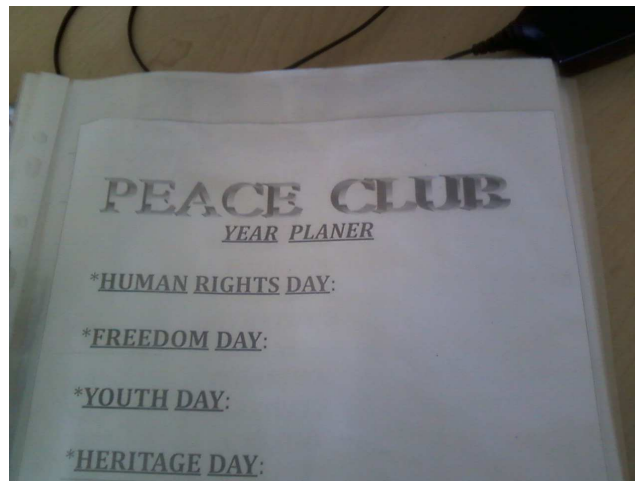 PEACE CLUB
YEAR PLANER
*HUMAN RIGHTS DAY:
*FREEDOM DAY:
*YOUTH DAY:
*HERITAGE DAY: